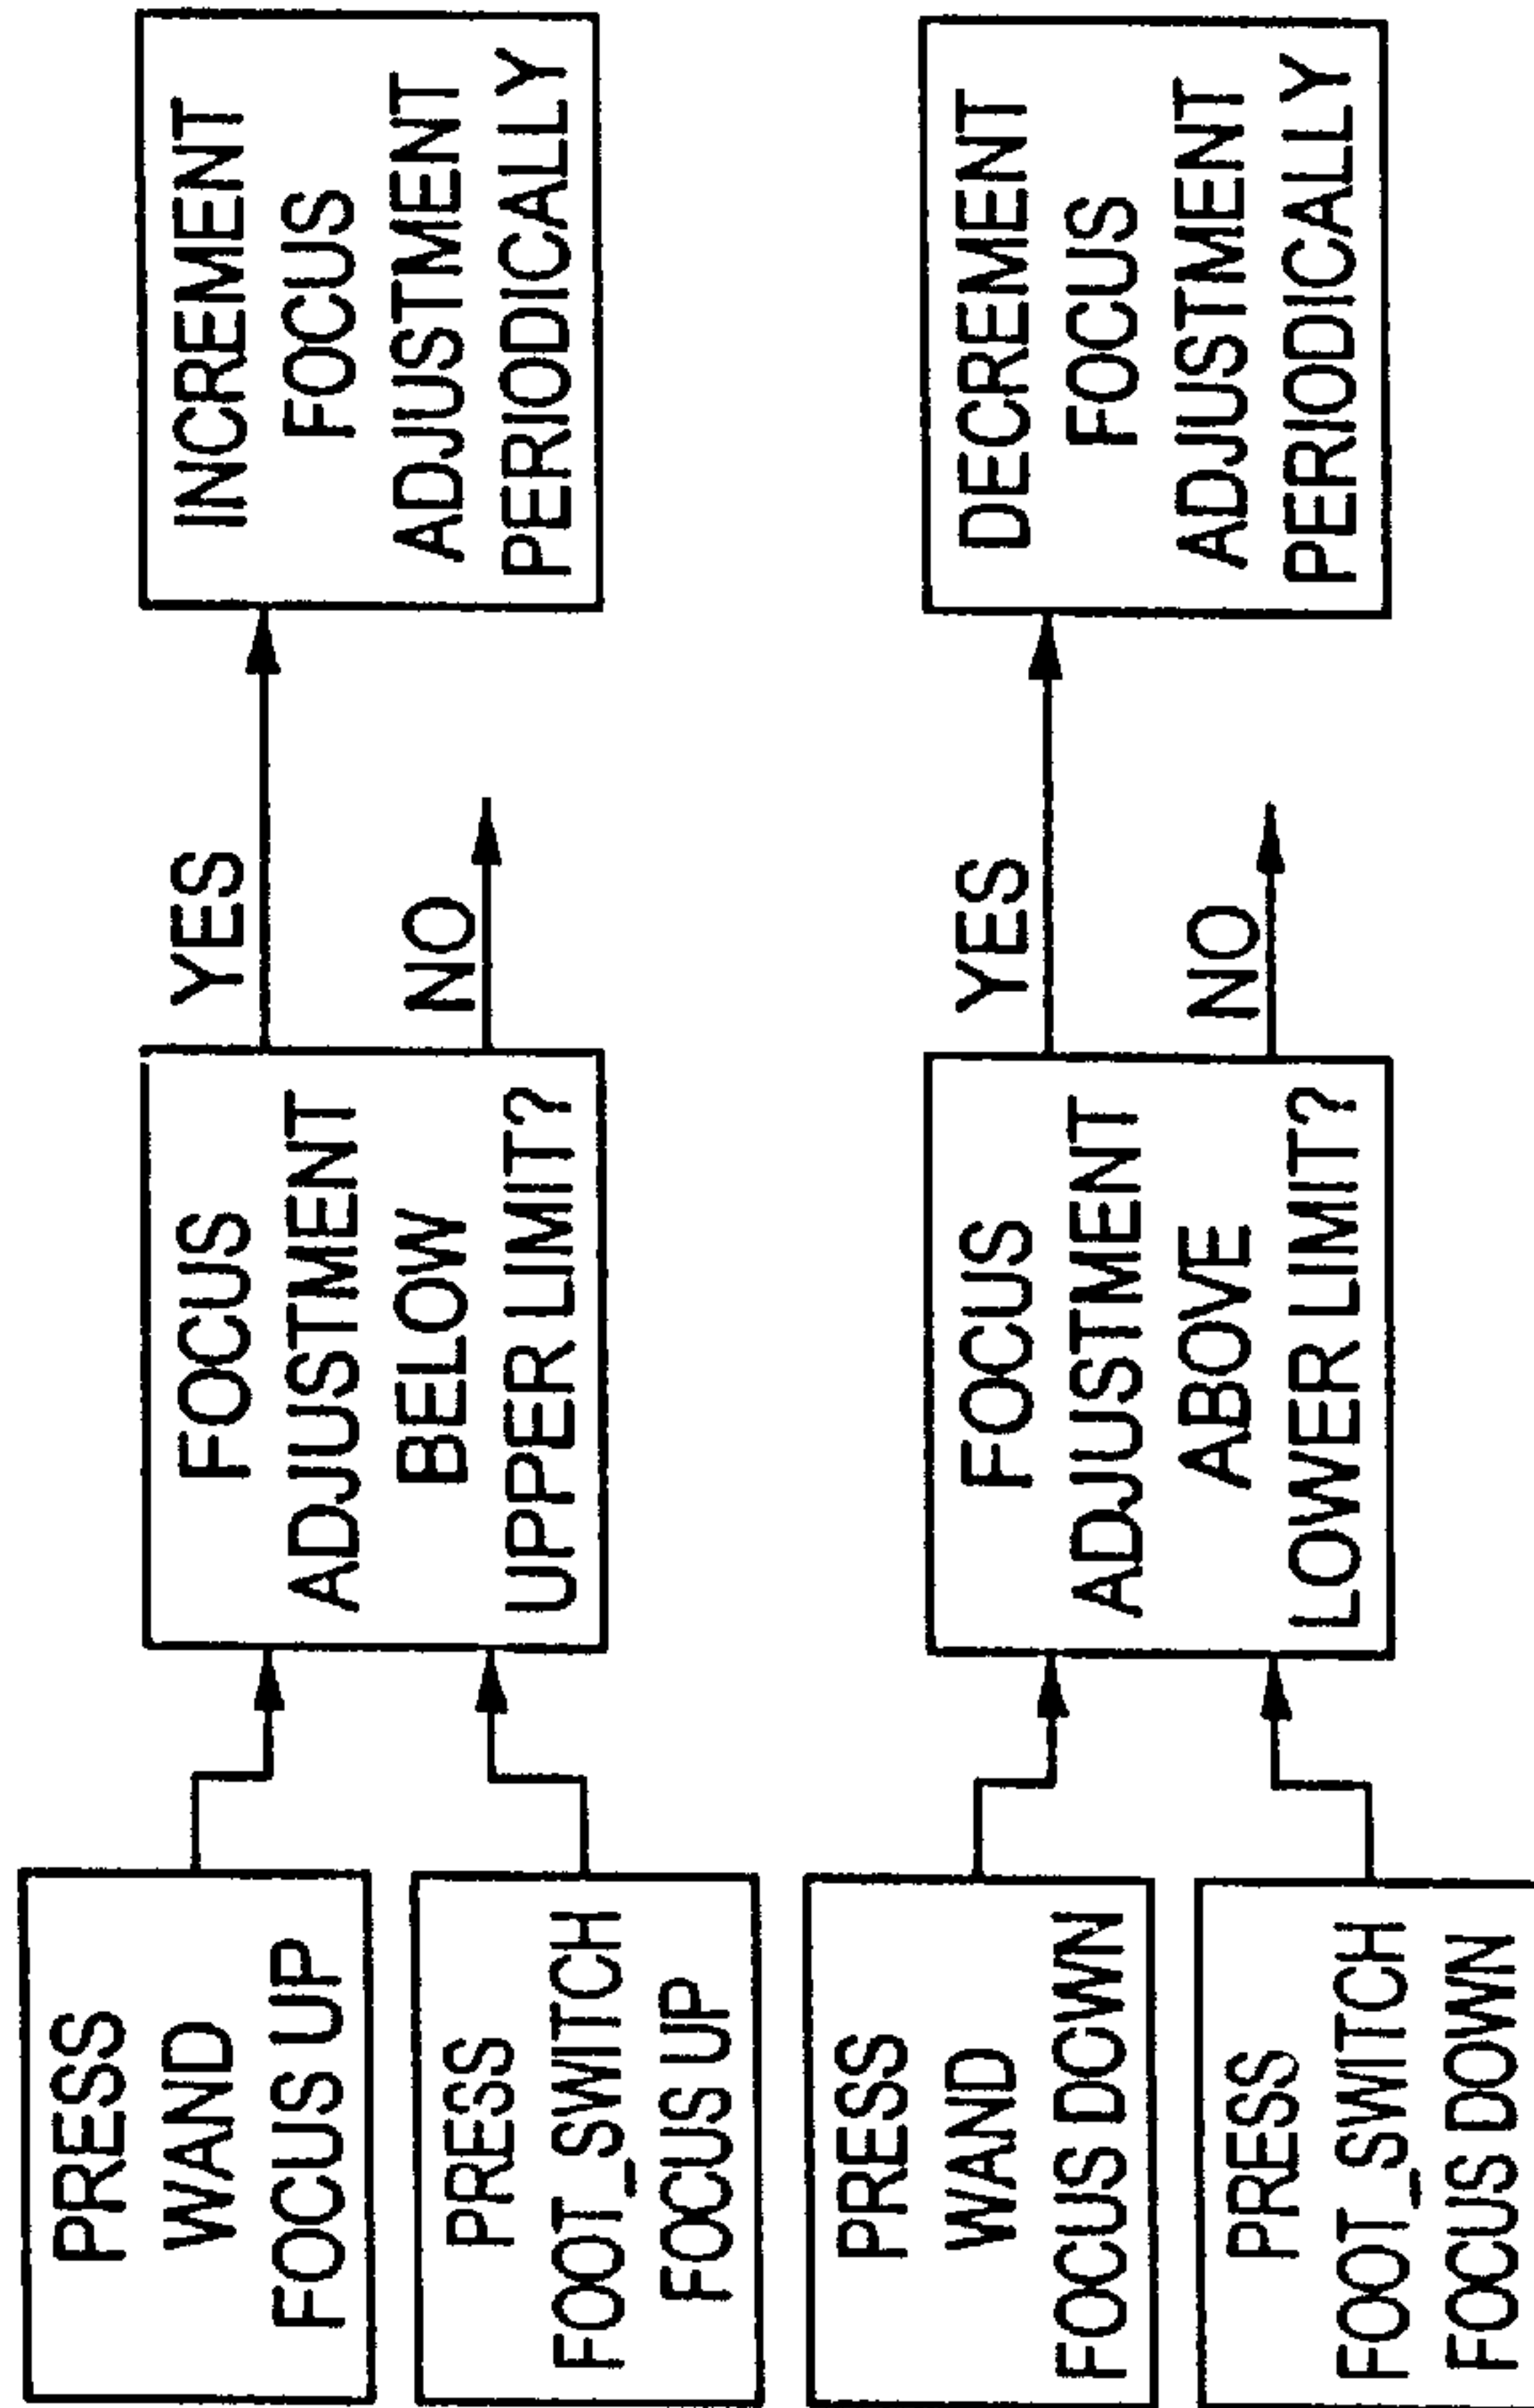 PRESS
WAND
FOCUS UP
PRESS
FOOT_SWITCH
FOCUS UP
FOCUS
ADJUSTMENT
BELOW
UPPER LIMIT?
YES
NO
INCREMENT
FOCUS
ADJUSTMENT
PERIODICALLY
PRESS
WAND
FOCUS DOWN
PRESS
FOOT_SWITCH
FOCUS DOWN
FOCUS
ADJUSTMENT
ABOVE
LOWER LIMIT?
YES
NO
DECREMENT
FOCUS
ADJUSTMENT
PERIODICALLY